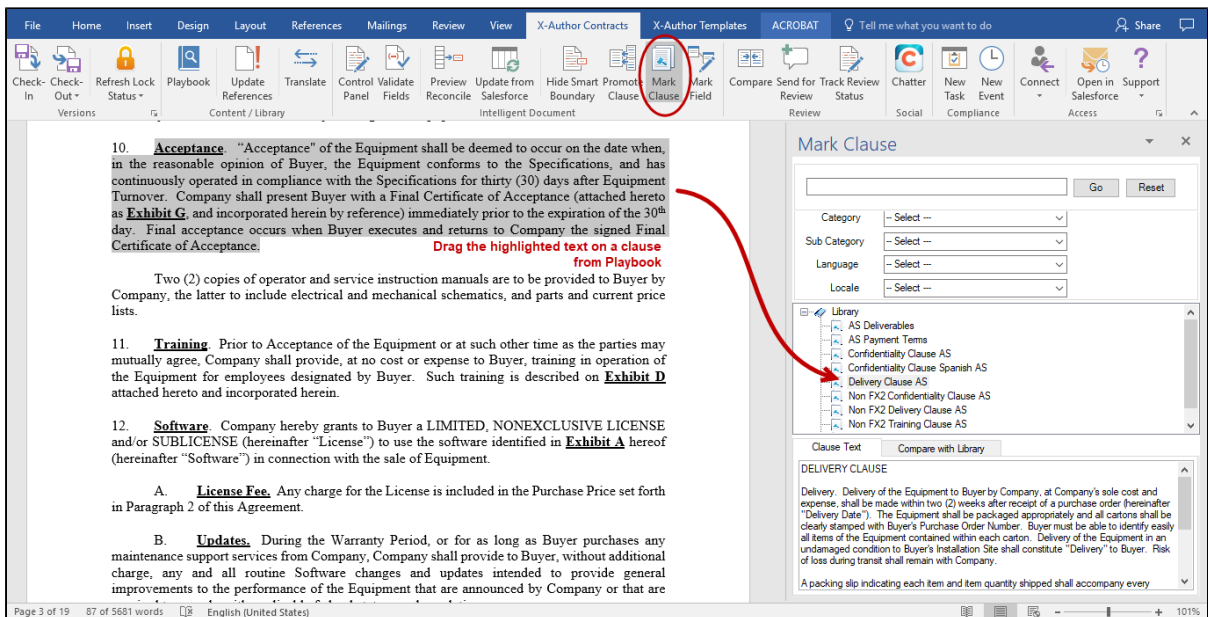 File Home Insert Design Layout References Mailings Review View X-Author Contracts X-Author Templates ACROBAT Tell me what you want to do Share
Check-In Check-Out Refresh Lock Status Playbook Update References Translate Control Panel Validate Fields Preview Reconcile Update from Salesforce Hide Smart Boundary Promote Clause Mark Clause Mark Field Compare Send for Review Track Review Status Chatter New Task New Event Connect Open in Salesforce Support
Versions Content / Library Intelligent Document Review Social Compliance Access
10. Acceptance. “Acceptance" of the Equipment shall be deemed to occur on the date when,
in the reasonable opinion of Buyer, the Equipment conforms to the Specifications, and has
continuously operated in compliance with the Specifications for thirty (30) days after Equipment
Turnover. Company shall present Buyer with a Final Certificate of Acceptance (attached hereto
as Exhibit G, and incorporated herein by reference) immediately prior to the expiration of the 30th
day. Final acceptance occurs when Buyer executes and returns to Company the signed Final
Certificate of Acceptance.
Drag the highlighted text on a clause
from Playbook
Two (2) copies of operator and service instruction manuals are to be provided to Buyer by
Company, the latter to include electrical and mechanical schematics, and parts and current price
lists.
11. Training. Prior to Acceptance of the Equipment or at such other time as the parties may
mutually agree, Company shall provide, at no cost or expense to Buyer, training in operation of
the Equipment for employees designated by Buyer. Such training is described on Exhibit D
attached hereto and incorporated herein.
12. Software. Company hereby grants to Buyer a LIMITED, NONEXCLUSIVE LICENSE
and/or SUBLICENSE (hereinafter “License”) to use the software identified in Exhibit A hereof
(hereinafter “Software”) in connection with the sale of Equipment.
A. License Fee. Any charge for the License is included in the Purchase Price set forth
in Paragraph 2 of this Agreement.
B. Updates. During the Warranty Period, or for as long as Buyer purchases any
maintenance support services from Company, Company shall provide to Buyer, without additional
charge, any and all routine Software changes and updates intended to provide general
improvements to the performance of the Equipment that are announced by Company or that are
Mark Clause
Go Reset
Category -- Select ---
Sub Category -- Select ---
Language -- Select ---
Locale -- Select ---
Library
AS Deliverables
AS Payment Terms
Confidentiality Clause AS
Confidentiality Clause Spanish AS
Delivery Clause AS
Non FX2 Confidentiality Clause AS
Non FX2 Delivery Clause AS
Non FX2 Training Clause AS
Clause Text Compare with Library
DELIVERY CLAUSE
Delivery. Delivery of the Equipment to Buyer by Company, at Company's sole cost and
expense, shall be made within two (2) weeks after receipt of a purchase order (hereinafter
"Delivery Date"). The Equipment shall be packaged appropriately and all cartons shall be
clearly stamped with Buyer's Purchase Order Number. Buyer must be able to identify easily
all items of the Equipment contained within each carton. Delivery of the Equipment in an
undamaged condition to Buyer's Installation Site shall constitute "Delivery" to Buyer. Risk
of loss during transit shall remain with Company.
A packing slip indicating each item and item quantity shipped shall accompany every
Page 3 of 19 87 of 5681 words English (United States) 101%